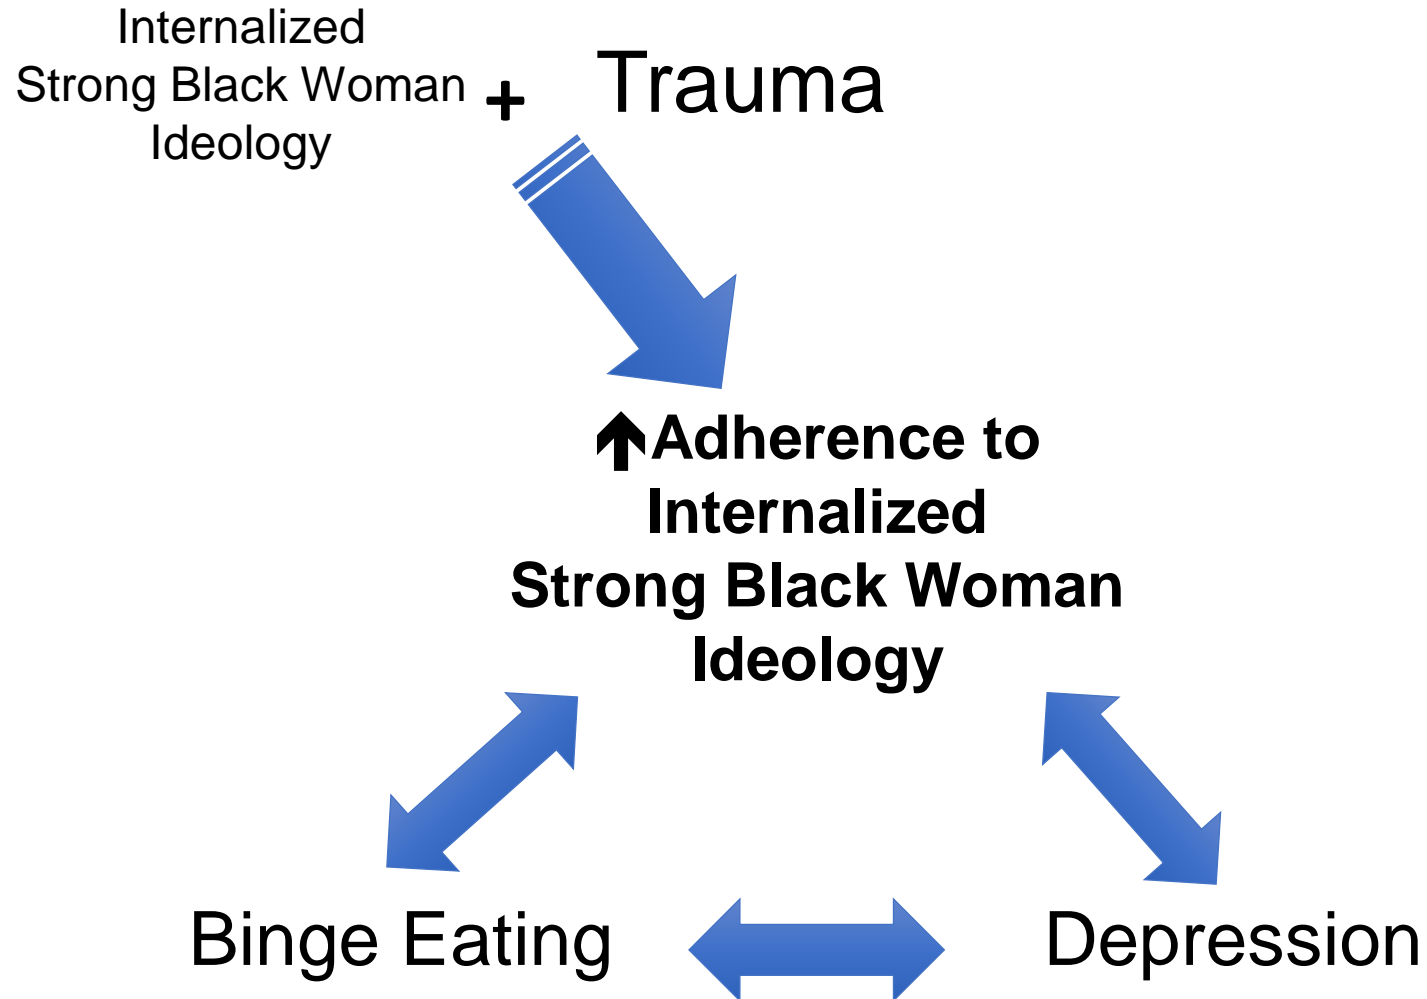 Internalized
Strong Black Woman
Ideology
+ Trauma
↑Adherence to
Internalized
Strong Black Woman
Ideology
Binge Eating
Depression